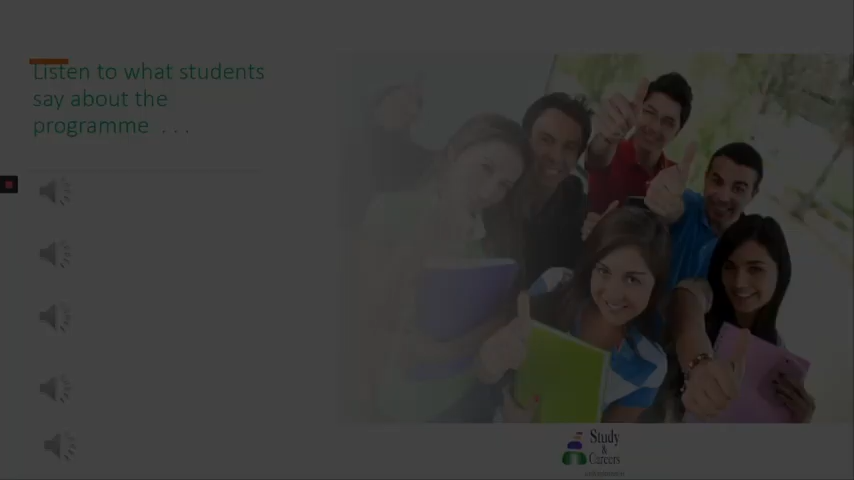 Listen to what students
say about the
programme . . .
Study
&
Careers